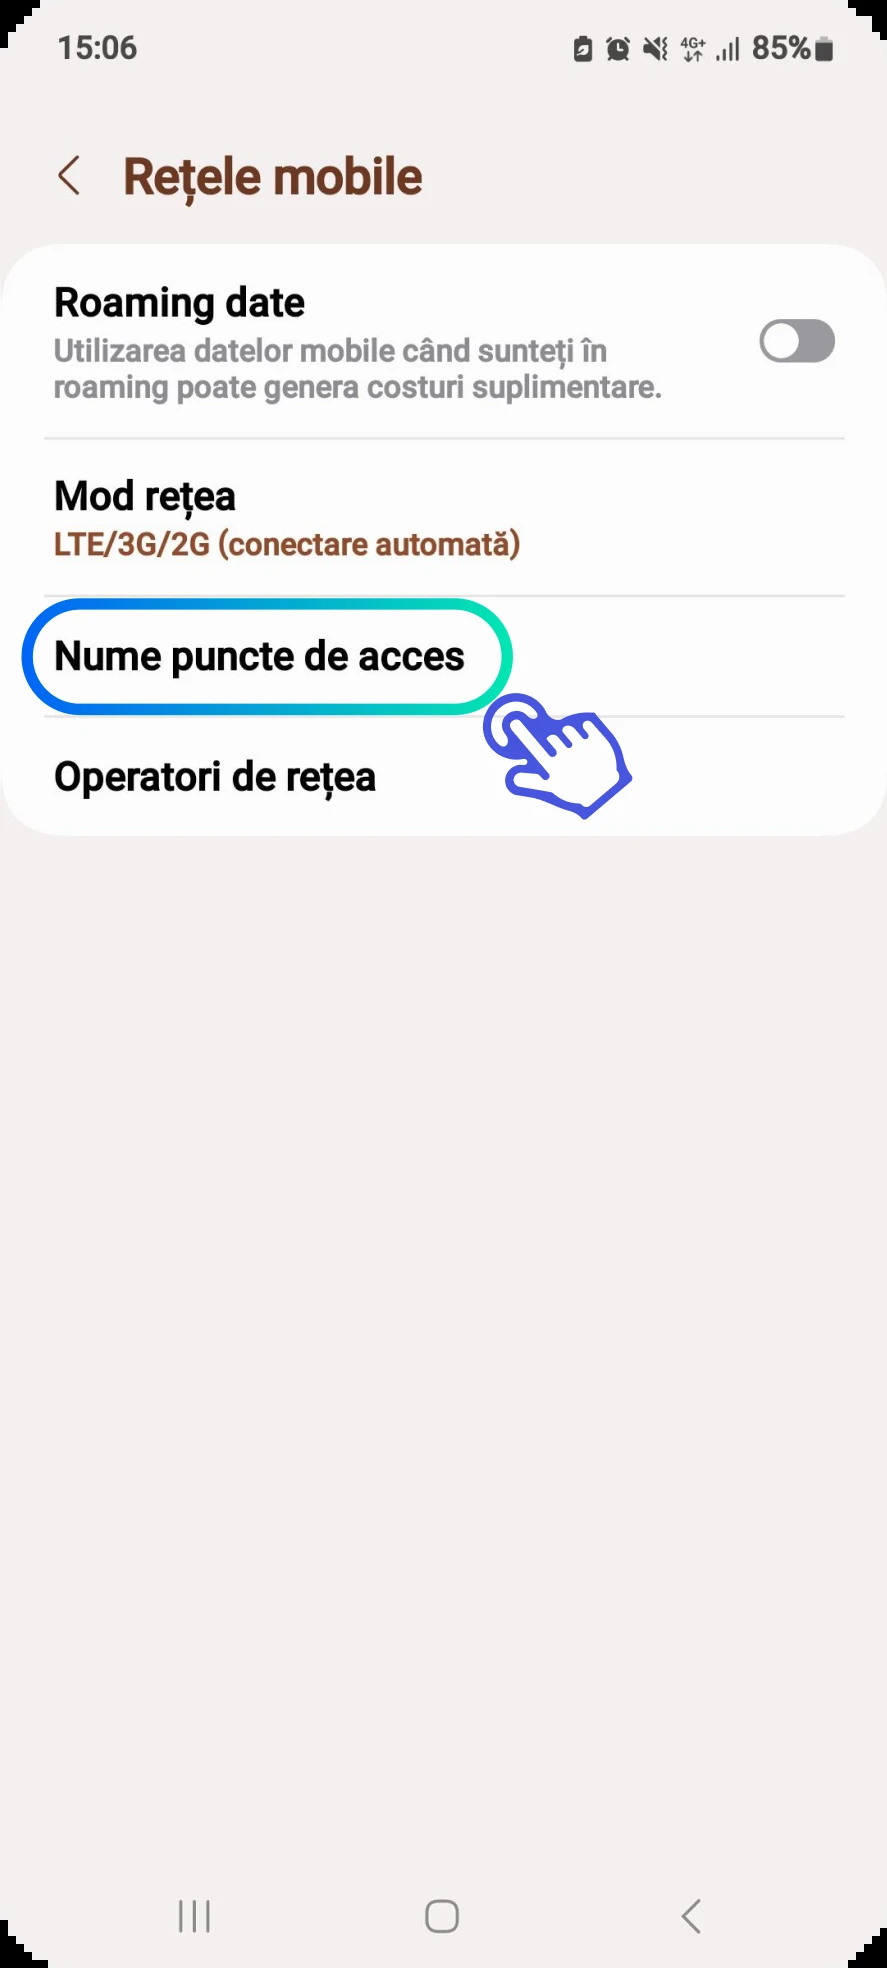 15:06
4G+ 85%
Rețele mobile
Roaming date
Utilizarea datelor mobile când sunteți în
roaming poate genera costuri suplimentare.
Mod rețea
LTE/3G/2G (conectare automată)
Nume puncte de acces
Operatori de rețea